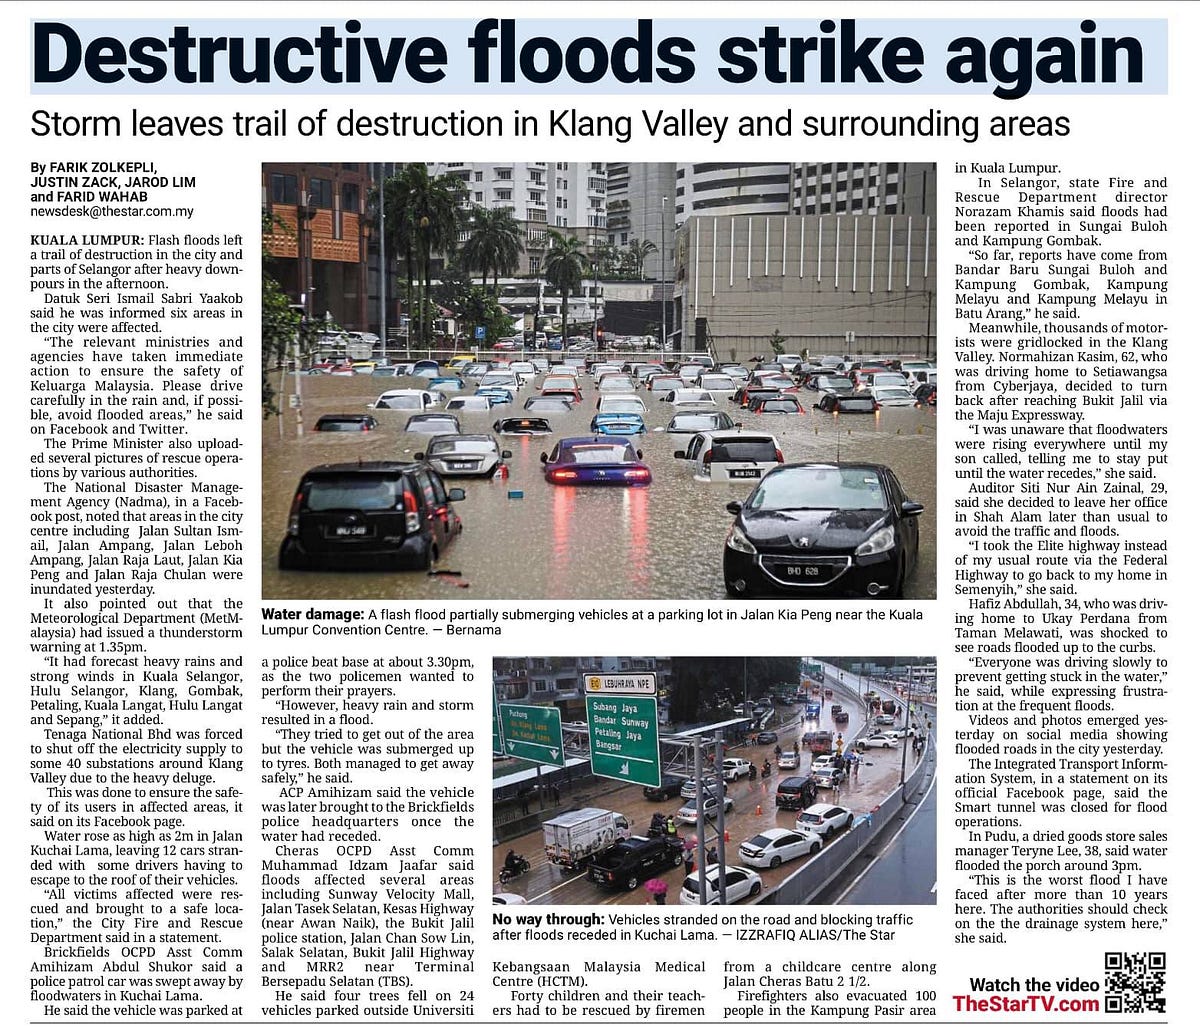 Destructive floods strike again
Storm leaves trail of destruction in Klang Valley and surrounding areas
By FARIK ZOLKEPLI,
JUSTIN ZACK, JAROD LIM
and FARID WAHAB
newsdesk@thestar.com.my
KUALA LUMPUR: Flash floods left
a trail of destruction in the city and
parts of Selangor after heavy down-
pours in the afternoon.
Datuk Seri Ismail Sabri Yaakob
said he was informed six areas in
the city were affected.
“The relevant ministries and
agencies have taken immediate
action to ensure the safety of
Keluarga Malaysia. Please drive
carefully in the rain and, if possi-
ble, avoid flooded areas,” he said
on Facebook and Twitter.
The Prime Minister also upload-
ed several pictures of rescue opera-
tions by various authorities.
The National Disaster Manage-
ment Agency (Nadma), in a Faceb-
ook post, noted that areas in the city
centre including Jalan Sultan Ism-
ail, Jalan Ampang, Jalan Leboh
Ampang, Jalan Raja Laut, Jalan Kia
Peng and Jalan Raja Chulan were
inundated yesterday.
It also pointed out that the
Meteorological Department (MetM-
alaysia) had issued a thunderstorm
warning at 1.35pm.
“It had forecast heavy rains and
strong winds in Kuala Selangor,
Hulu Selangor, Klang, Gombak,
Petaling, Kuala Langat, Hulu Langat
and Sepang,” it added.
Tenaga National Bhd was forced
to shut off the electricity supply to
some 40 substations around Klang
Valley due to the heavy deluge.
This was done to ensure the safe-
ty of its users in affected areas, it
said on its Facebook page.
Water rose as high as 2m in Jalan
Kuchai Lama, leaving 12 cars stran-
ded with some drivers having to
escape to the roof of their vehicles.
“All victims affected were res-
cued and brought to a safe loca-
tion,” the City Fire and Rescue
Department said in a statement.
Brickfields OCPD Asst Comm
Amihizam Abdul Shukor said a
police patrol car was swept away by
floodwaters in Kuchai Lama.
He said the vehicle was parked at
P
BHD 628
Water damage: A flash flood partially submerging vehicles at a parking lot in Jalan Kia Peng near the Kuala
Lumpur Convention Centre. — Bernama
a police beat base at about 3.30pm,
as the two policemen wanted to
perform their prayers.
“However, heavy rain and storm
resulted in a flood.
“They tried to get out of the area
but the vehicle was submerged up
to tyres. Both managed to get away
safely,” he said.
ACP Amihizam said the vehicle
was later brought to the Brickfields
police headquarters once the
water had receded.
Cheras OCPD Asst Comm
Muhammad Idzam Jaafar said
floods affected several areas
including Sunway Velocity Mall,
Jalan Tasek Selatan, Kesas Highway
(near Awan Naik), the Bukit Jalil
police station, Jalan Chan Sow Lin,
Salak Selatan, Bukit Jalil Highway
and MRR2 near Terminal
Bersepadu Selatan (TBS).
He said four trees fell on 24
vehicles parked outside Universiti
LEBUHRAYA NPE
Subang Jaya
Bandar Sunway
Petaling Jaya
Bangsar
Puchong
No way through: Vehicles stranded on the road and blocking traffic
after floods receded in Kuchai Lama. — IZZRAFIQ ALIAS/The Star
Kebangsaan Malaysia Medical
Centre (HCTM).
Forty children and their teach-
ers had to be rescued by firemen
from a childcare centre along
Jalan Cheras Batu 2 1/2.
Firefighters also evacuated 100
people in the Kampung Pasir area
in Kuala Lumpur.
In Selangor, state Fire and
Rescue Department director
Norazam Khamis said floods had
been reported in Sungai Buloh
and Kampung Gombak.
“So far, reports have come from
Bandar Baru Sungai Buloh and
Kampung Gombak, Kampung
Melayu and Kampung Melayu in
Batu Arang,” he said.
Meanwhile, thousands of motor-
ists were gridlocked in the Klang
Valley. Normahizan Kasim, 62, who
was driving home to Setiawangsa
from Cyberjaya, decided to turn
back after reaching Bukit Jalil via
the Maju Expressway.
“I was unaware that floodwaters
were rising everywhere until my
son called, telling me to stay put
until the water recedes,” she said.
Auditor Siti Nur Ain Zainal, 29,
said she decided to leave her office
in Shah Alam later than usual to
avoid the traffic and floods.
“I took the Elite highway instead
of my usual route via the Federal
Highway to go back to my home in
Semenyih,” she said.
Hafiz Abdullah, 34, who was driv-
ing home to Ukay Perdana from
Taman Melawati, was shocked to
see roads flooded up to the curbs.
“Everyone was driving slowly to
prevent getting stuck in the water,”
he said, while expressing frustra-
tion at the frequent floods.
Videos and photos emerged yes-
terday on social media showing
flooded roads in the city yesterday.
The Integrated Transport Inform-
ation System, in a statement on its
official Facebook page, said the
Smart tunnel was closed for flood
operations.
In Pudu, a dried goods store sales
manager Teryne Lee, 38, said water
flooded the porch around 3pm.
“This is the worst flood I have
faced after more than 10 years
here. The authorities should check
on the the drainage system here,”
she said.
Watch the video
TheStarTV.com